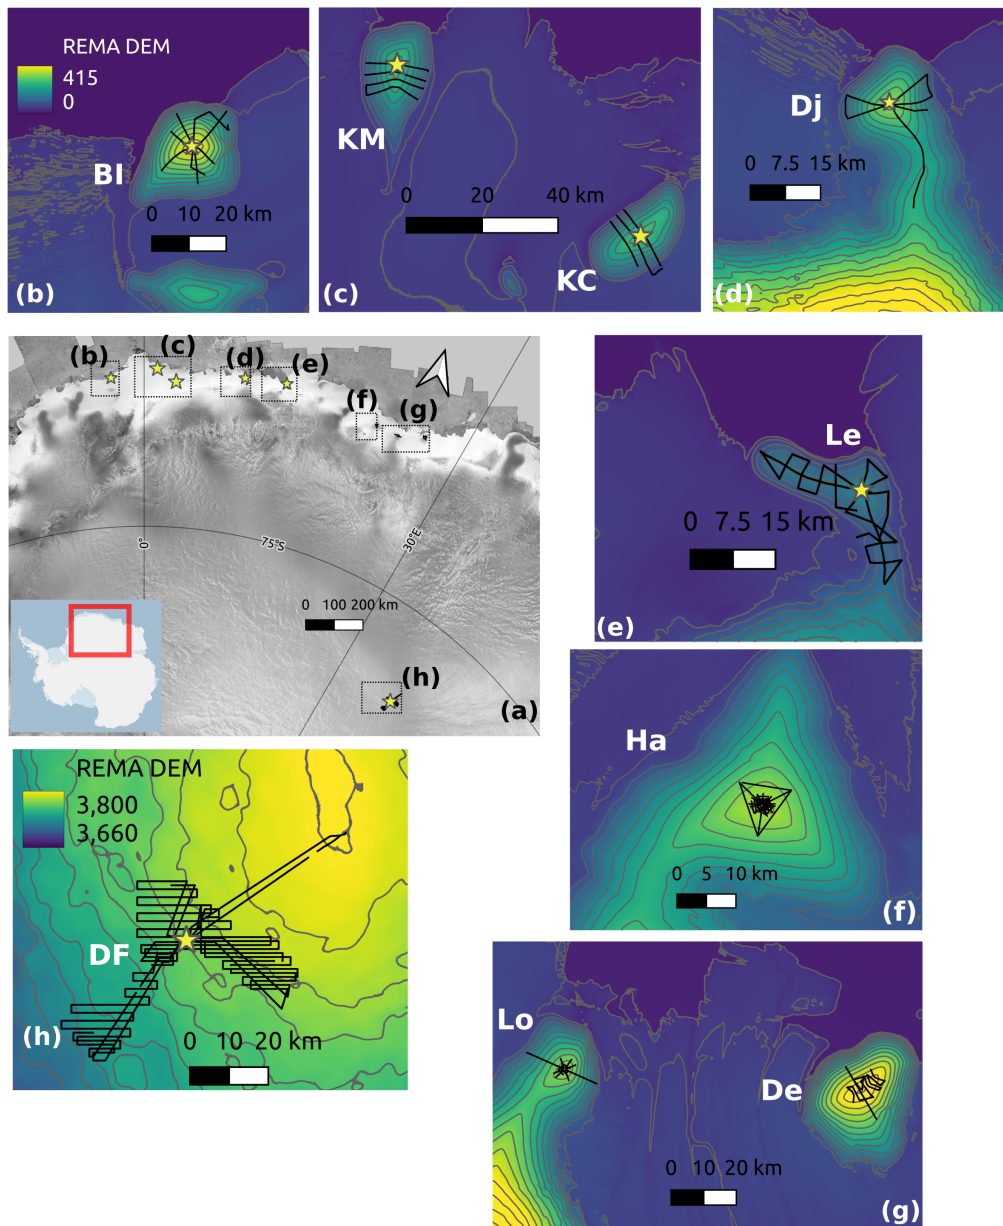 REMA DEM
415
0
BI
0 10 20 km
(b)
KM
0 20 40 km
KC
(c)
Dj
0 7.5 15 km
(d)
(b)
(c)
(d)
(e)
(f)
(g)
0°
75°S
30°E
0 100 200 km
(h)
(a)
Le
0 7.5 15 km
(e)
Ha
0 5 10 km
(f)
REMA DEM
3,800
3,660
DF
(h)
0 10 20 km
Lo
De
0 10 20 km
(g)